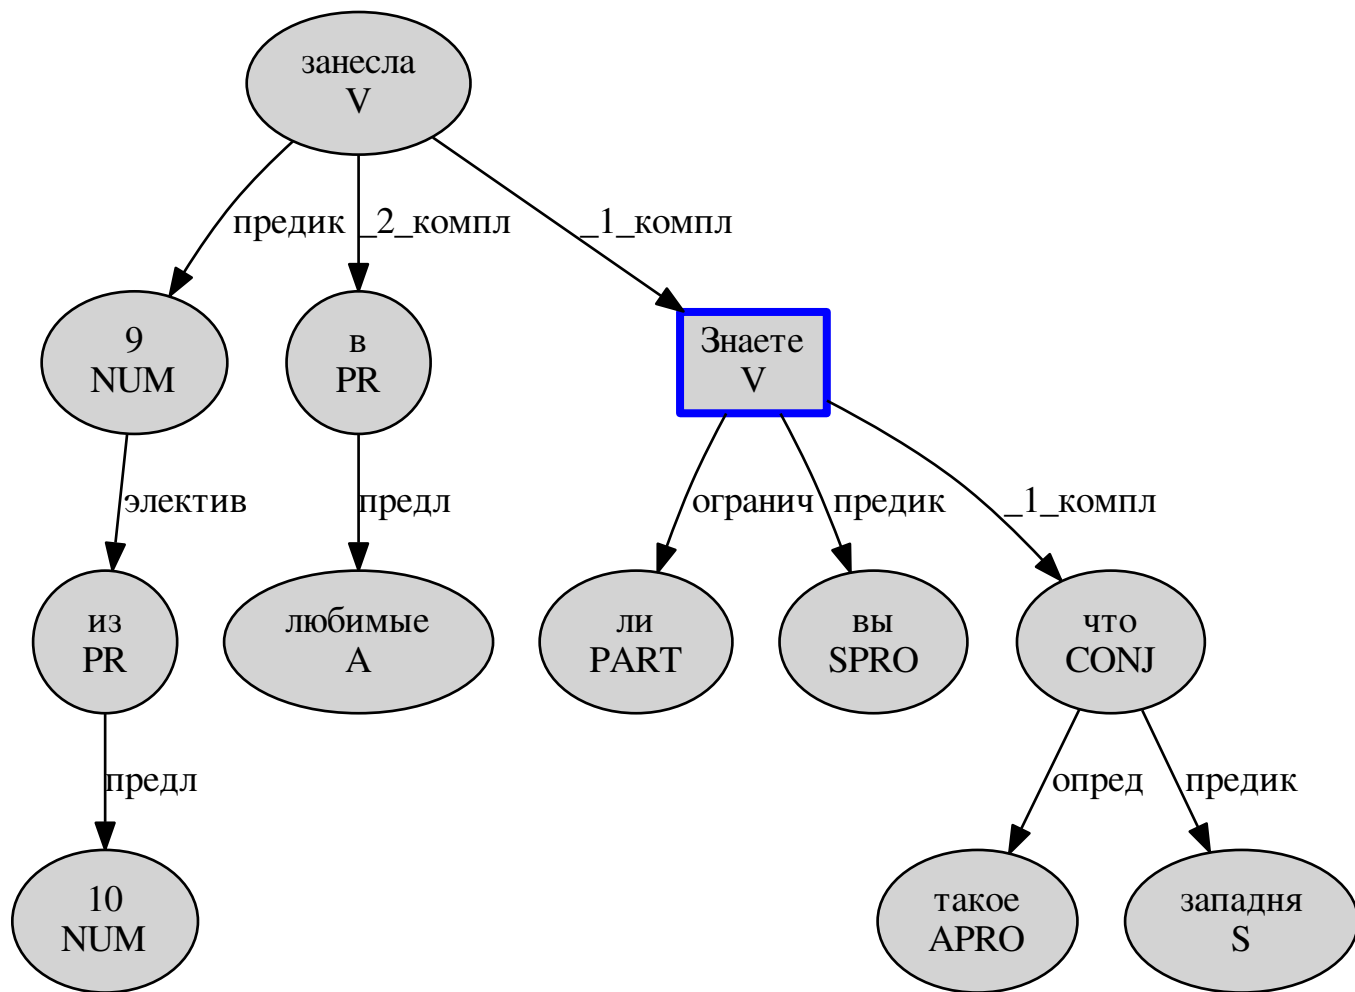 занесла
V
предик
_2_компл
_1_компл
9
NUM
в
PR
Знаете
V
электив
предл
огранич
предик
_1_компл
из
PR
любимые
A
ли
PART
вы
SPRO
что
CONJ
предл
опред
предик
10
NUM
такое
APRO
западня
S